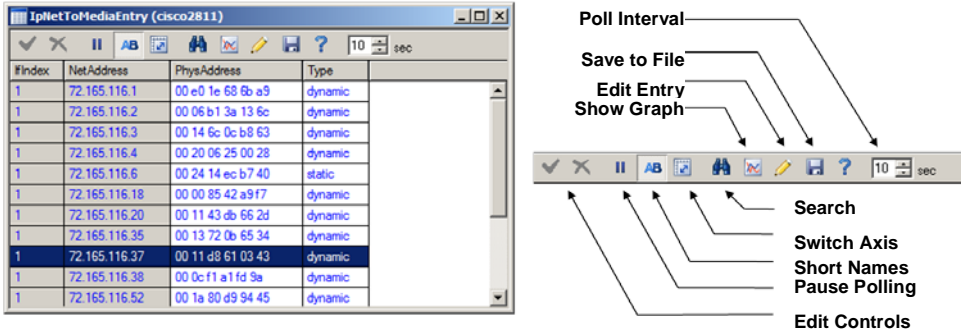 IpNetToMediaEntry (cisco2811)
AB 10 sec
IfIndex NetAddress PhysAddress Type
1 72.165.116.1 00 e0 1e 68 6b a9 dynamic
1 72.165.116.2 00 06 b1 3a 13 6c dynamic
1 72.165.116.3 00 14 6c 0c b8 63 dynamic
1 72.165.116.4 00 20 06 25 00 28 dynamic
1 72.165.116.6 00 24 14 ec b7 40 static
1 72.165.116.18 00 00 85 42 a9 f7 dynamic
1 72.165.116.20 00 11 43 db 66 2d dynamic
1 72.165.116.35 00 13 72 0b 65 34 dynamic
1 72.165.116.37 00 11 d8 61 03 43 dynamic
1 72.165.116.38 00 0c f1 a1 fd 9a dynamic
1 72.165.116.52 00 1a 80 d9 94 45 dynamic
Poll Interval
Save to File
Edit Entry
Show Graph
AB ? 10 sec
Search
Switch Axis
Short Names
Pause Polling
Edit Controls